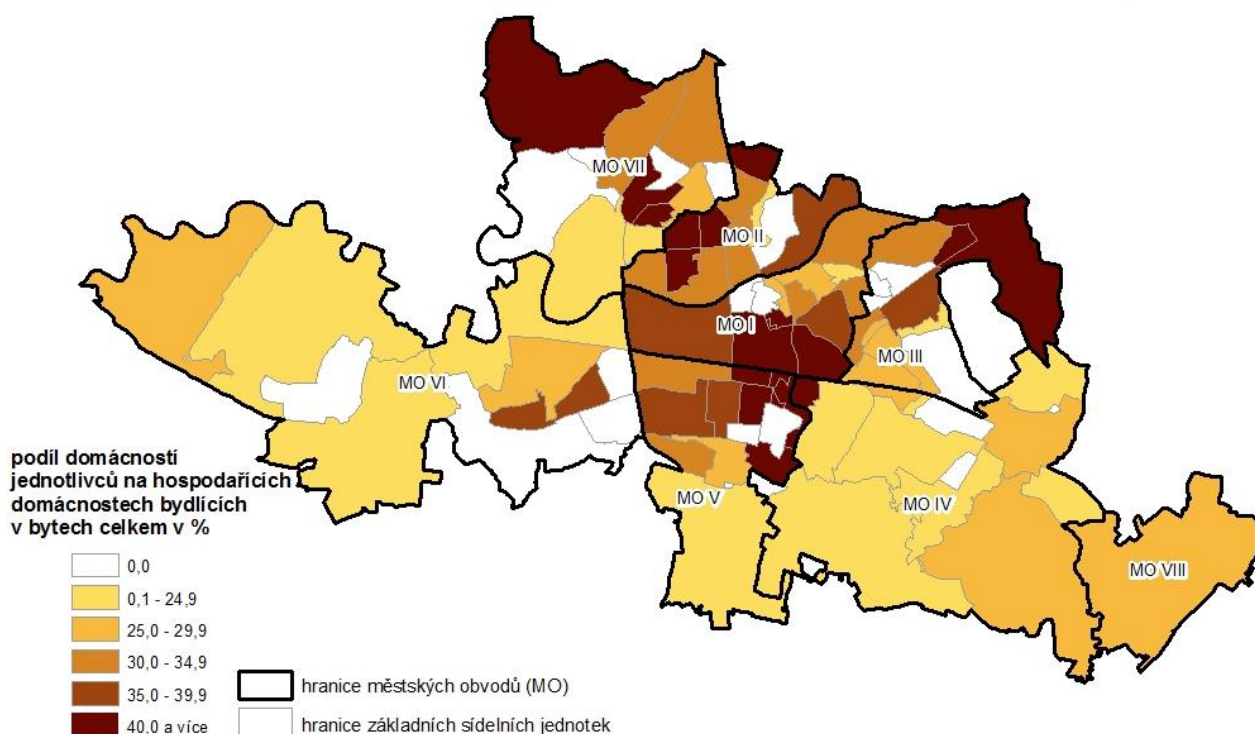 MO VII
MO II
MO I
MO III
MO VI
MO V
MO IV
MO VIII
podíl domácností
jednotlivců na hospodařících
domácnostech bydlících
v bytech celkem v %
0,0
0,1 - 24,9
25,0 - 29,9
30,0 - 34,9
35,0 - 39,9
40,0 a více
hranice městských obvodů (MO)
hranice základních sídelních jednotek